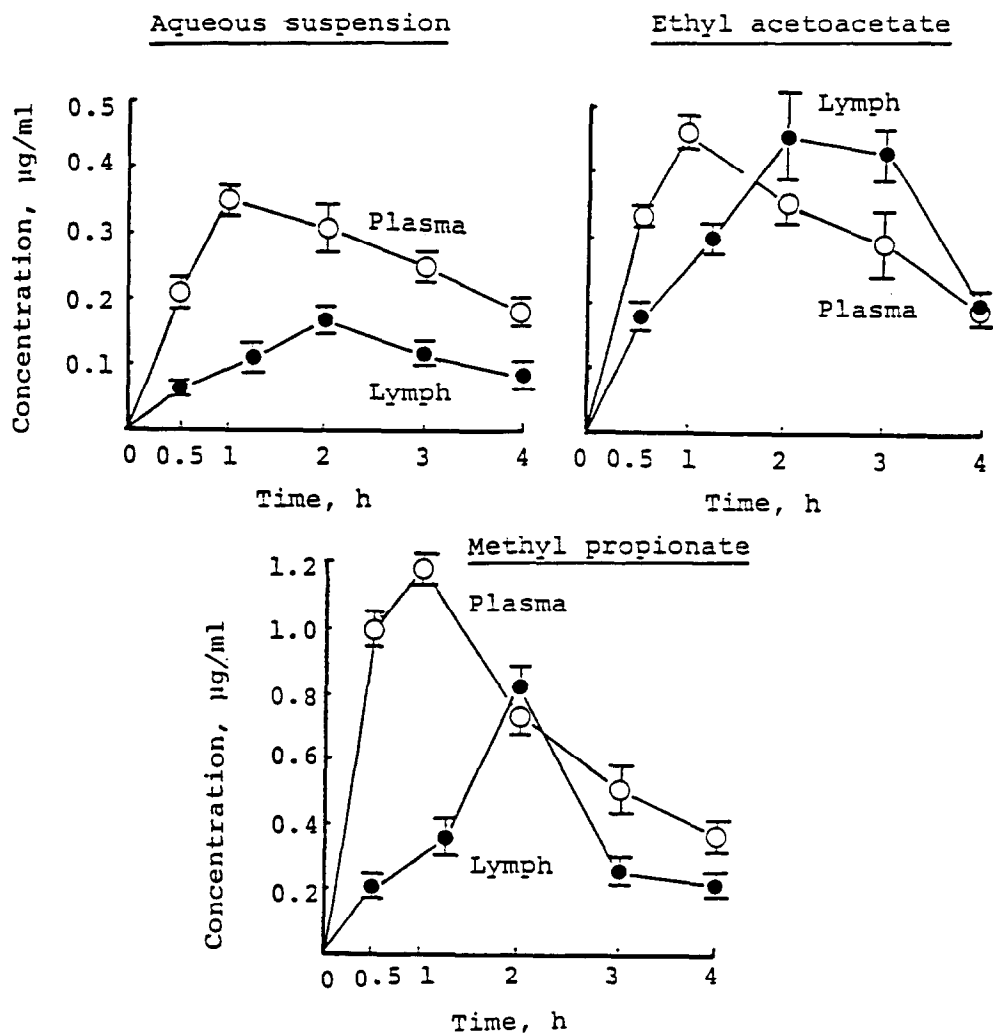 Aqueous suspension
Concentration, µg/ml
0.5
0.4
0.3
0.2
0.1
Plasma
Lymph
0 0.5 1 2 3 4
Time, h
Ethyl acetoacetate
Lymph
Plasma
0 0.5 1 2 3 4
Time, h
Methyl propionate
Concentration, µg/ml
1.2
1.0
0.8
0.6
0.4
0.2
Plasma
Lymph
0 0.5 1 2 3 4
Time, h